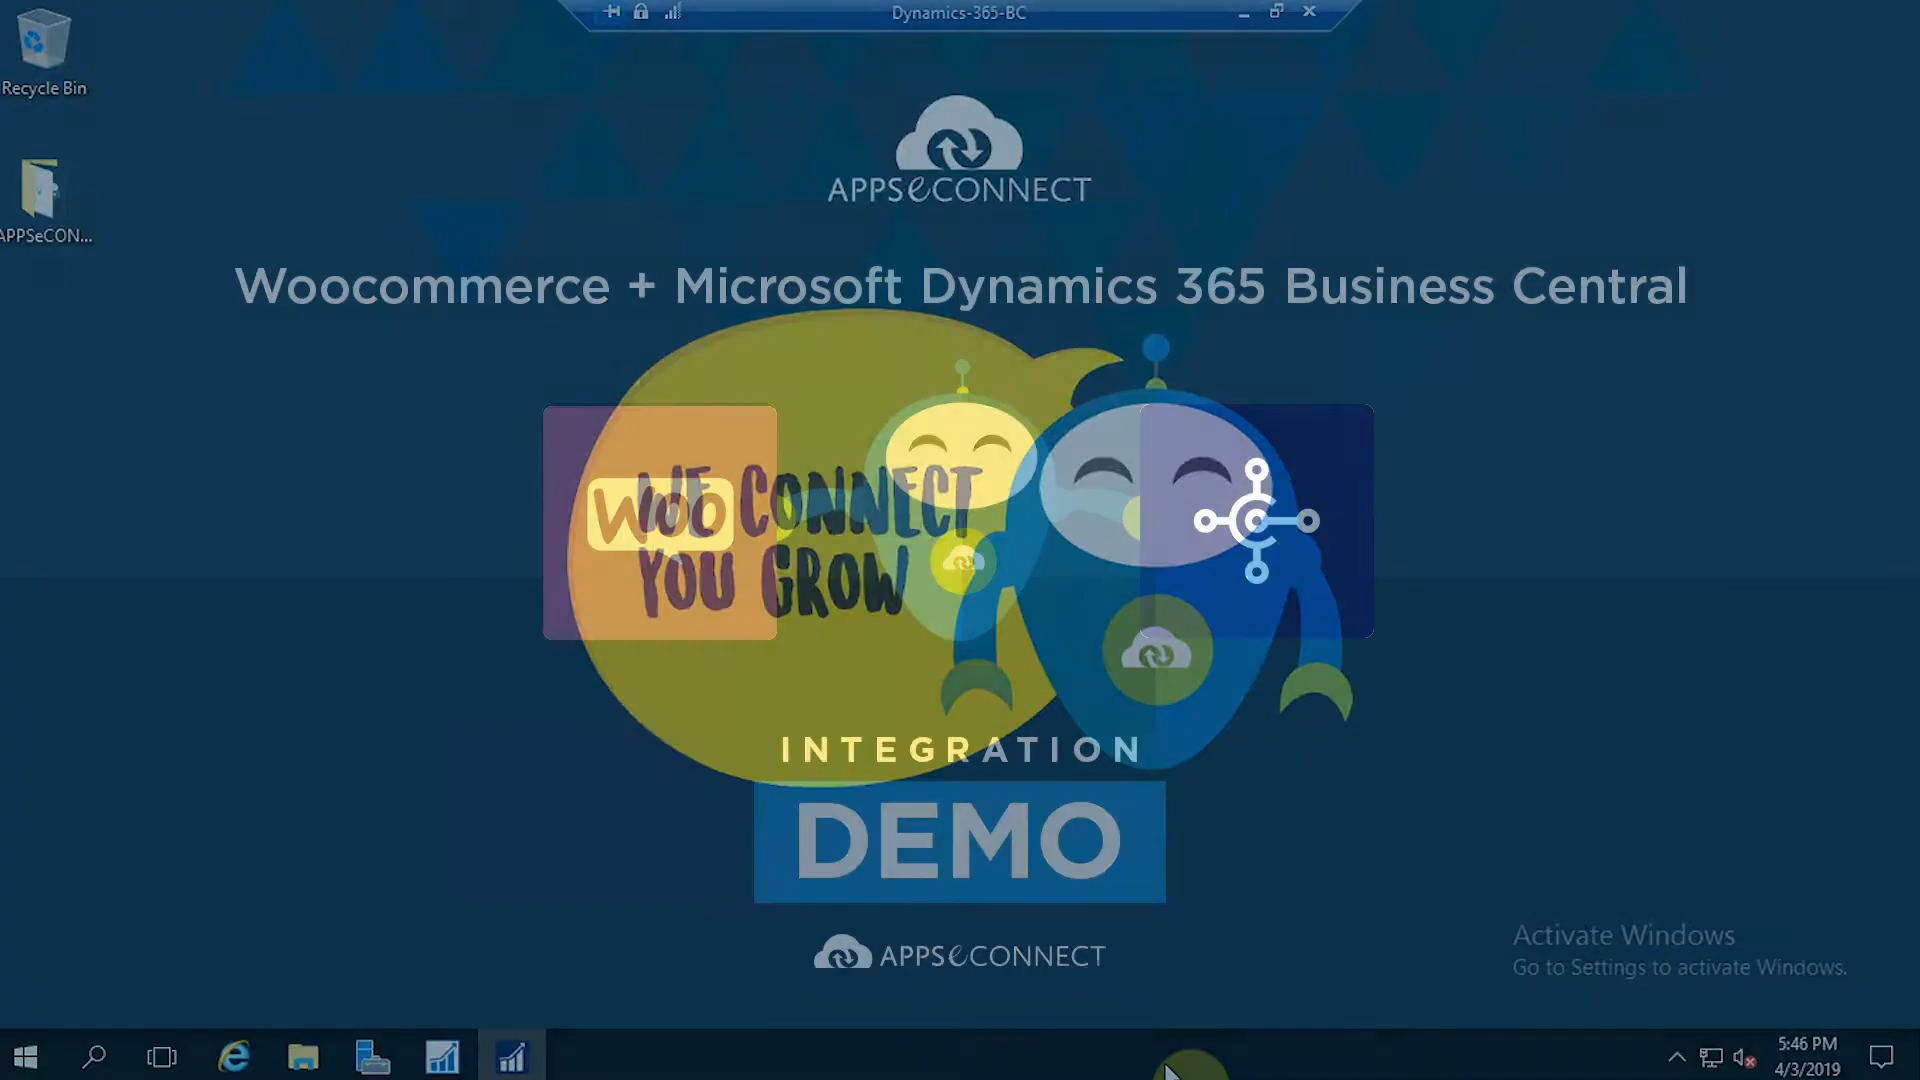 Dynamics-365-BC
Recycle Bin
APPSeCONNECT
APPSeCON...
Woocommerce + Microsoft Dynamics 365 Business Central
Woo
WE CONNECT
YOU GROW
INTEGRATION
DEMO
APPSeCONNECT
Activate Windows
Go to Settings to activate Windows.
5:46 PM
4/3/2019